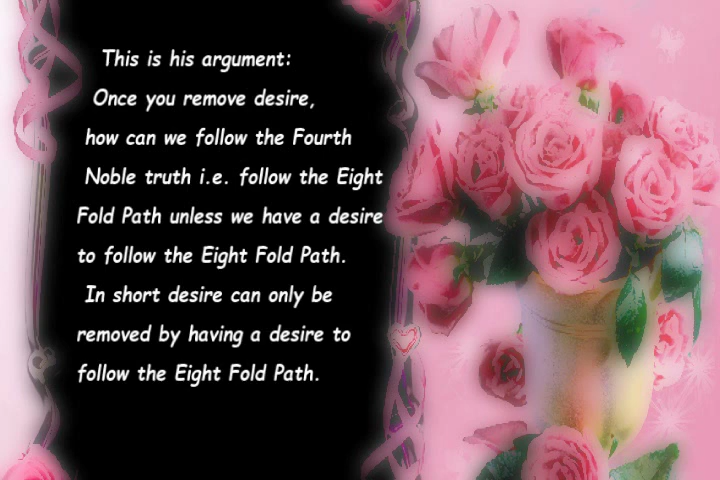 This is his argument:
Once you remove desire,
how can we follow the Fourth
Noble truth i.e. follow the Eight
Fold Path unless we have a desire
to follow the Eight Fold Path.
In short desire can only be
removed by having a desire to
follow the Eight Fold Path.